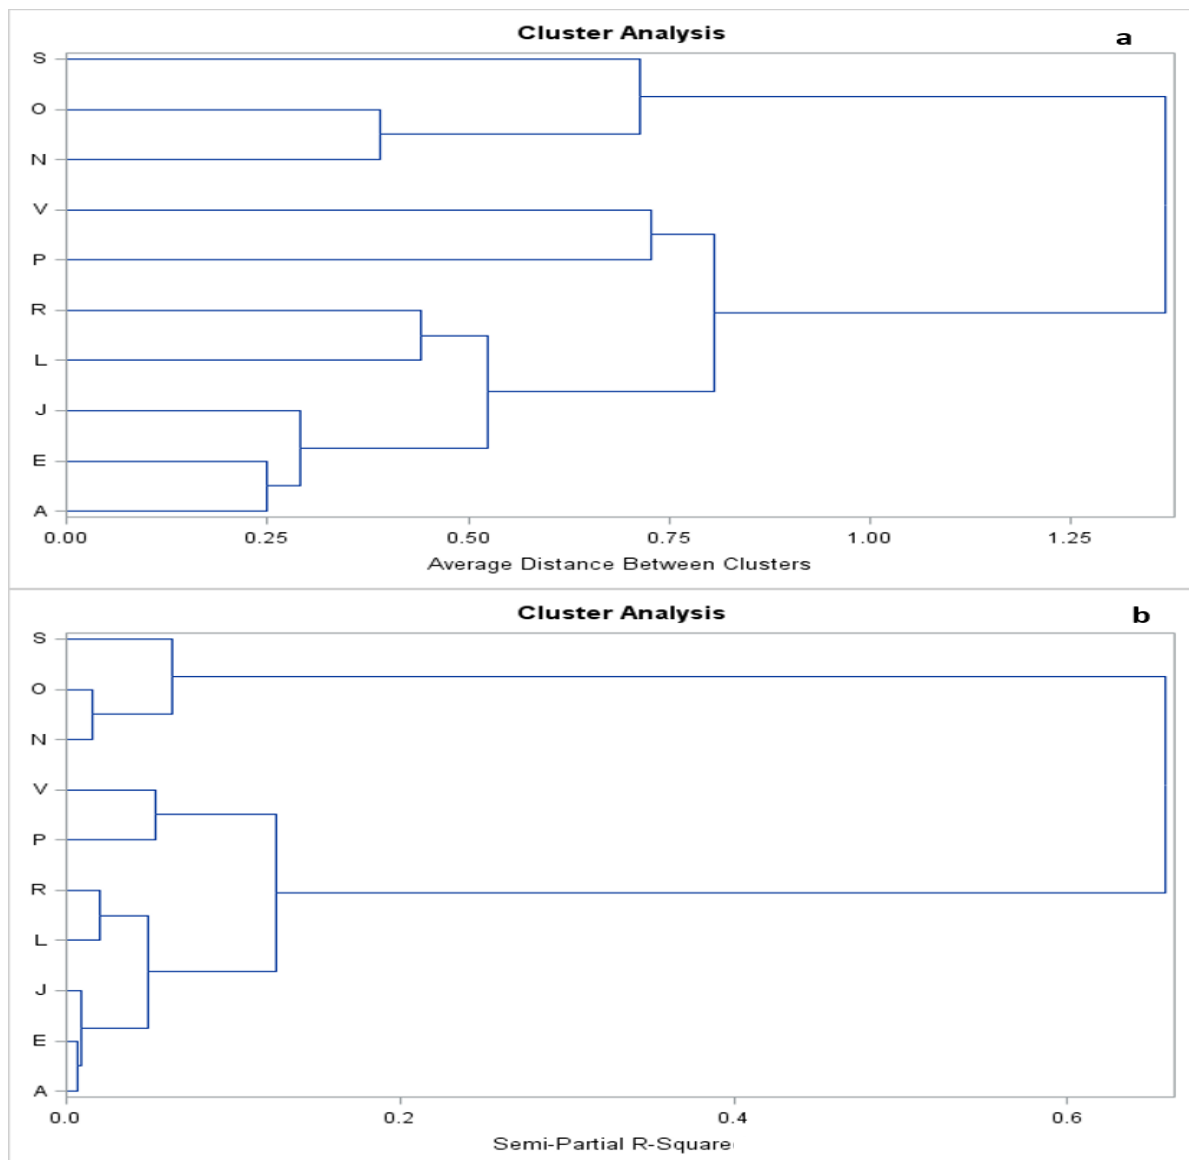 Cluster Analysis
a
S
O
N
V
P
R
L
J
E
A
0.00 0.25 0.50 0.75 1.00 1.25
Average Distance Between Clusters
Cluster Analysis
b
S
O
N
V
P
R
L
J
E
A
0.0 0.2 0.4 0.6
Semi-Partial R-Square